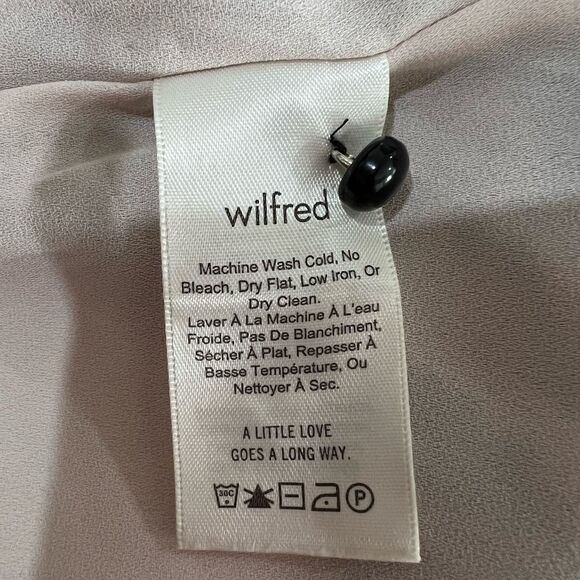 wilfred
Machine Wash Cold, No
Bleach, Dry Flat, Low Iron, Or
Dry Clean.
Laver À La Machine À L'eau
Froide, Pas De Blanchiment,
Sécher À Plat, Repasser À
Basse Température, Ou
Nettoyer À Sec.
A LITTLE LOVE
GOES A LONG WAY.
30C P